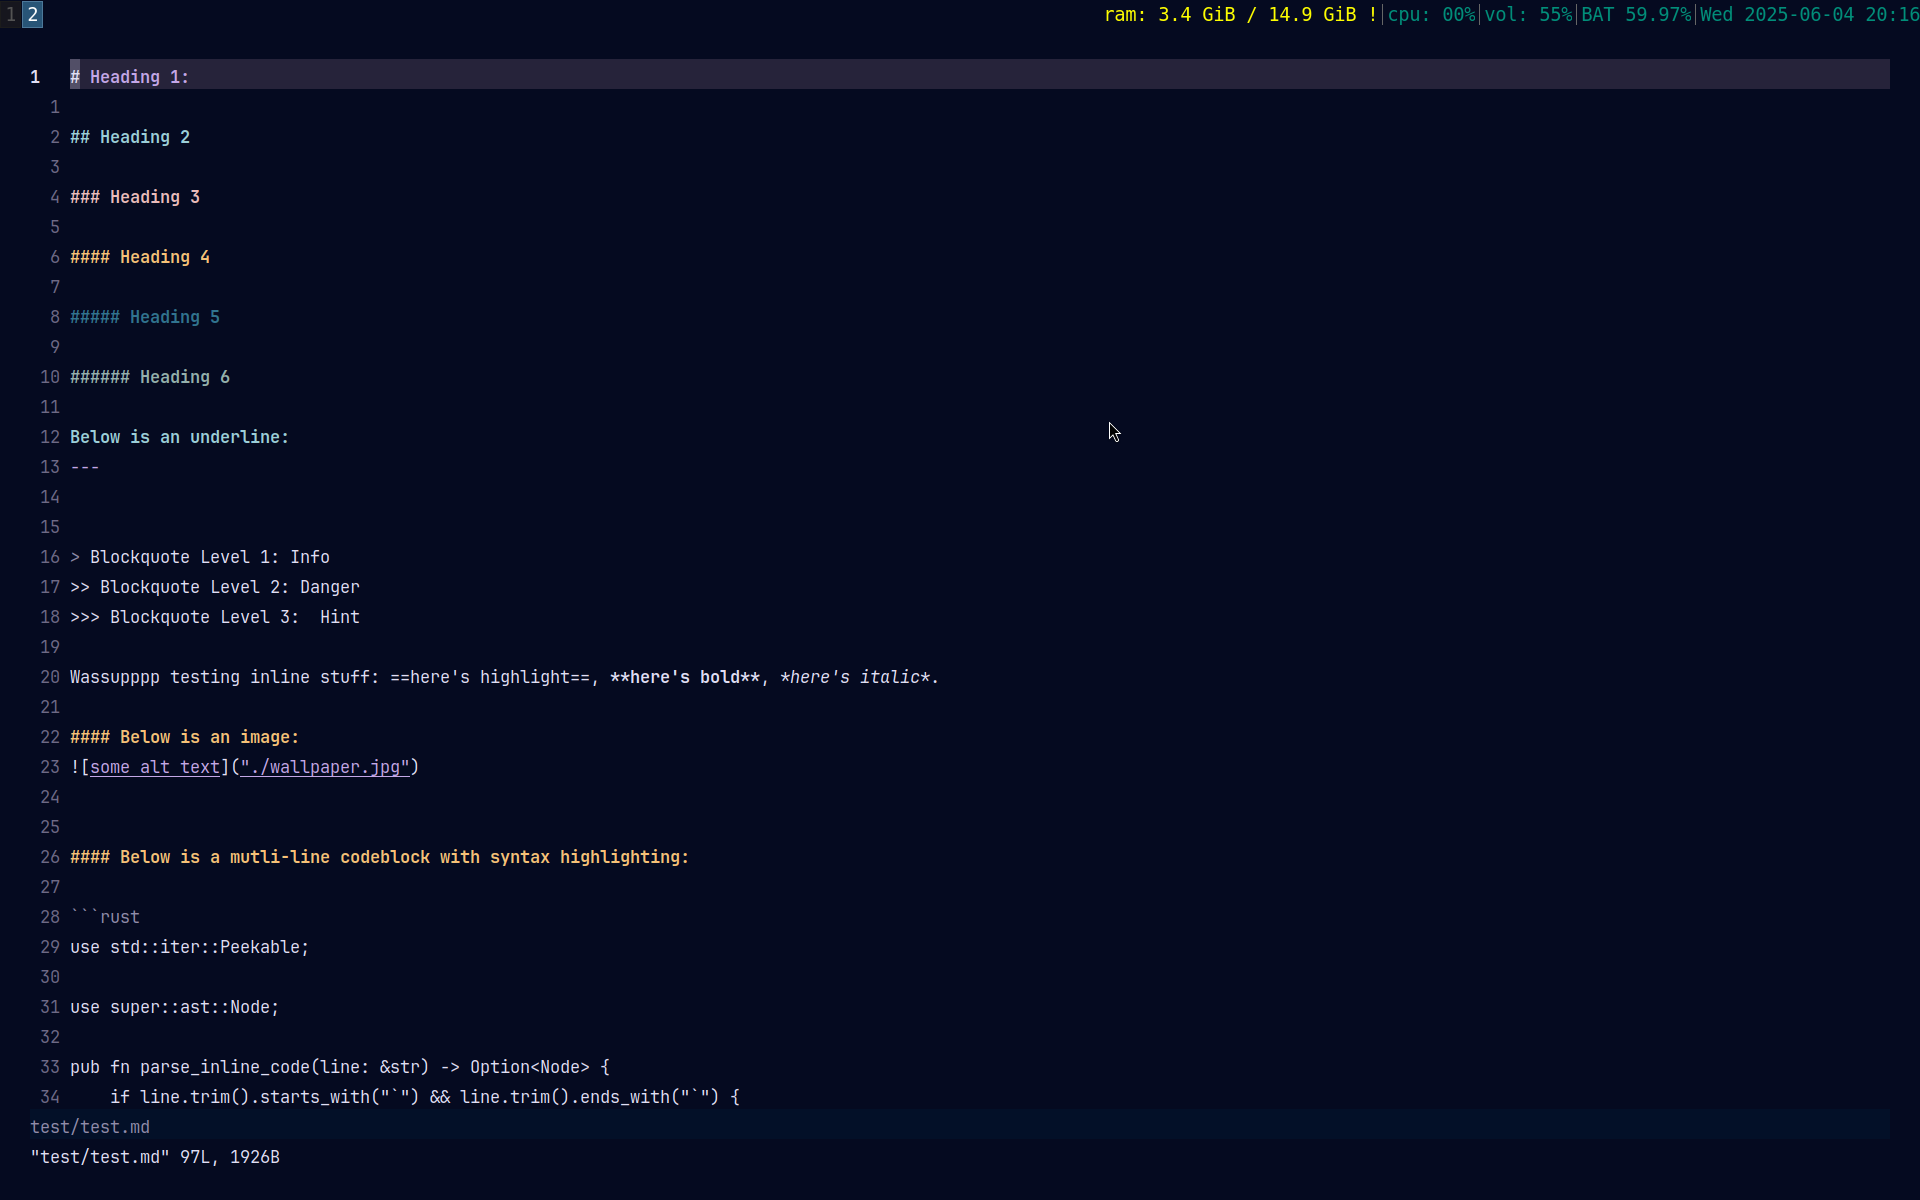 1 2 ram: 3.4 GiB / 14.9 GiB !|cpu: 00%|vol: 55%|BAT 59.97%|Wed 2025-06-04 20:16
1 # Heading 1:
1
2 ## Heading 2
3
4 ### Heading 3
5
6 #### Heading 4
7
8 ##### Heading 5
9
10 ###### Heading 6
11
12 Below is an underline:
13 ---
14
15
16 > Blockquote Level 1: Info
17 >> Blockquote Level 2: Danger
18 >>> Blockquote Level 3:  Hint
19
20 Wassupppp testing inline stuff: ==here's highlight==, **here's bold**, *here's italic*.
21
22 #### Below is an image:
23 ![some alt text]("./wallpaper.jpg")
24
25
26 #### Below is a mutli-line codeblock with syntax highlighting:
27
28 ```rust
29 use std::iter::Peekable;
30
31 use super::ast::Node;
32
33 pub fn parse_inline_code(line: &str) -> Option<Node> {
34     if line.trim().starts_with("`") && line.trim().ends_with("`") {
test/test.md
"test/test.md" 97L, 1926B